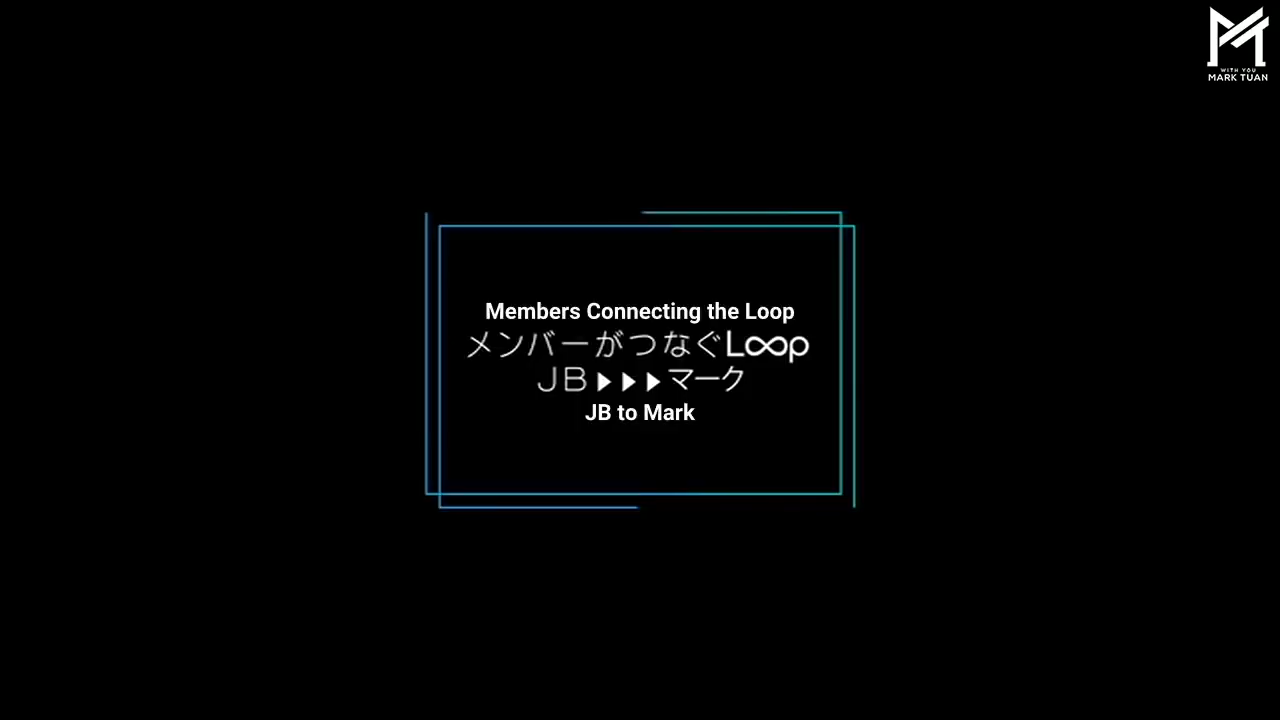 WITH YOU
MARK TUAN
Members Connecting the Loop
メンバーがつなぐLoop
JB▶▶▶マーク
JB to Mark